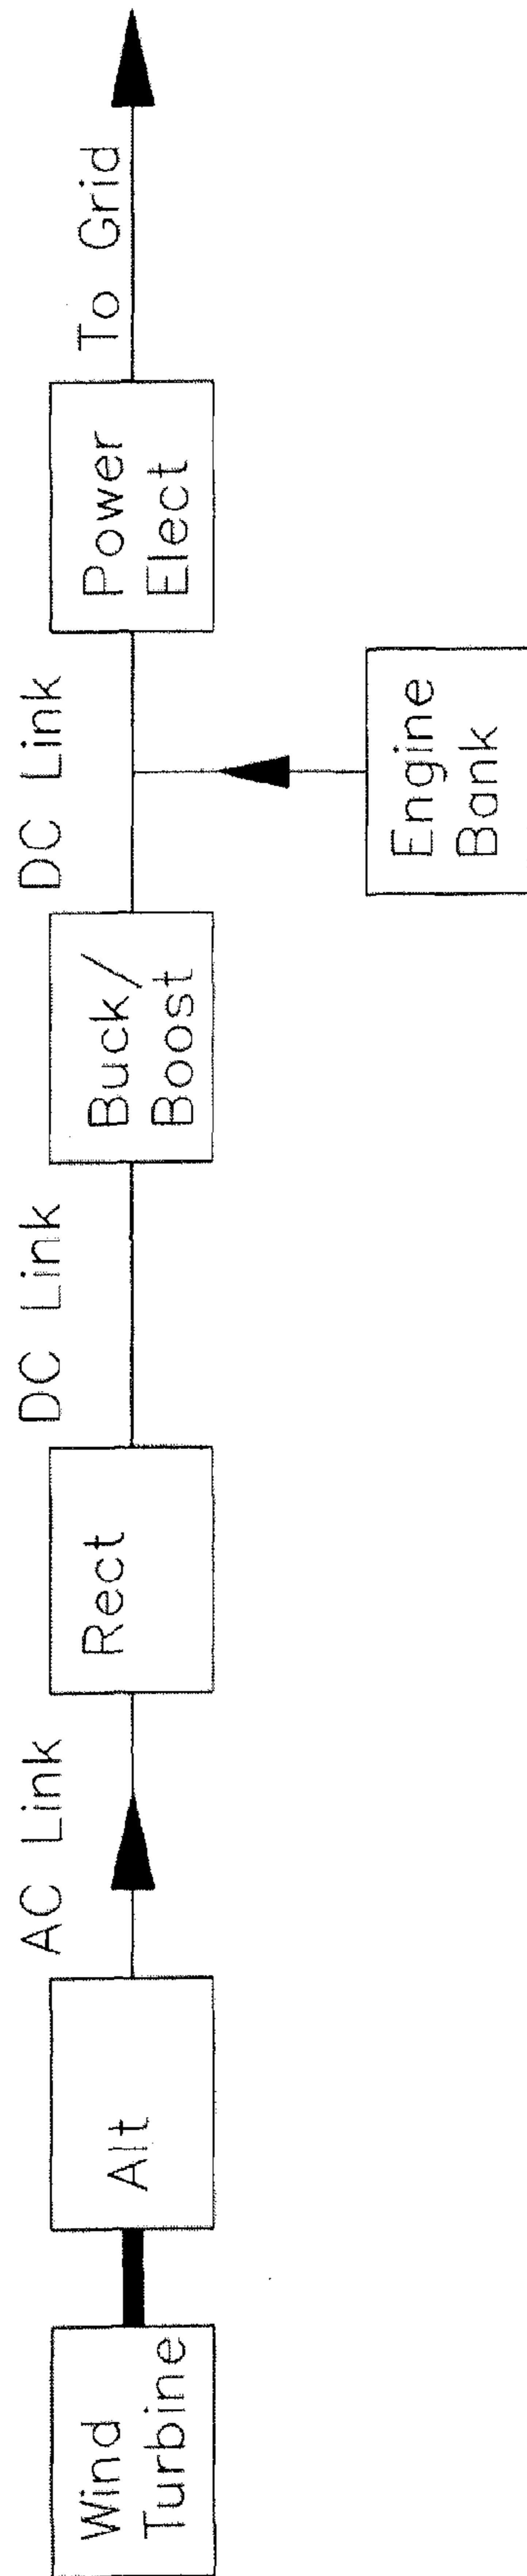 Wind
Turbine
Alt
AC Link
Rect
DC Link
Buck/
Boost
DC Link
Engine
Bank
Power
Elect
To Grid